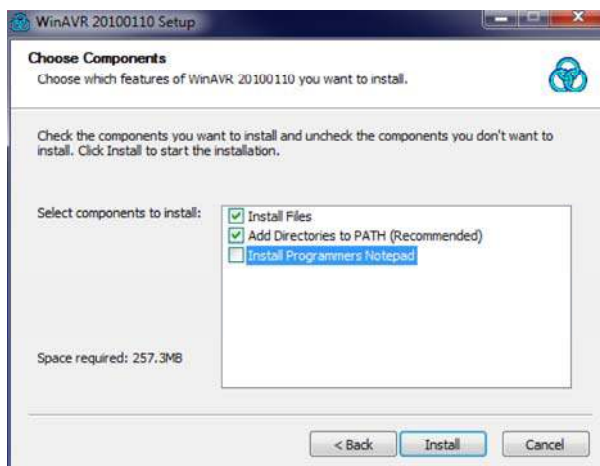 WinAVR 20100110 Setup
Choose Components
Choose which features of WinAVR 20100110 you want to install.
Check the components you want to install and uncheck the components you don't want to
install. Click Install to start the installation.
Select components to install:
Install Files
Add Directories to PATH (Recommended)
Install Programmers Notepad
Space required: 257.3MB
< Back
Install
Cancel